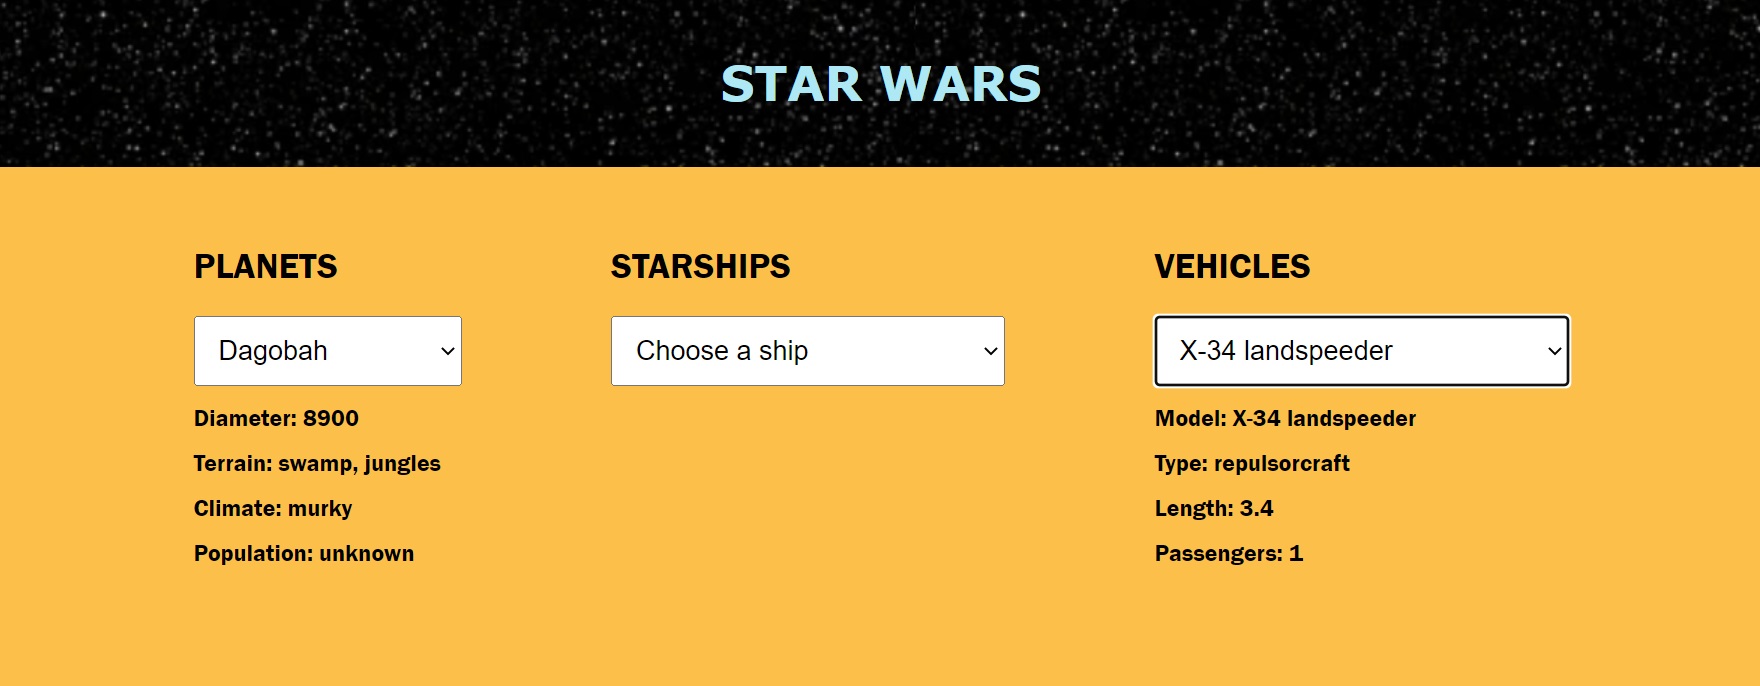 STAR WARS
PLANETS
Dagobah
Diameter: 8900
Terrain: swamp, jungles
Climate: murky
Population: unknown
STARSHIPS
Choose a ship
VEHICLES
X-34 landspeeder
Model: X-34 landspeeder
Type: repulsorcraft
Length: 3.4
Passengers: 1